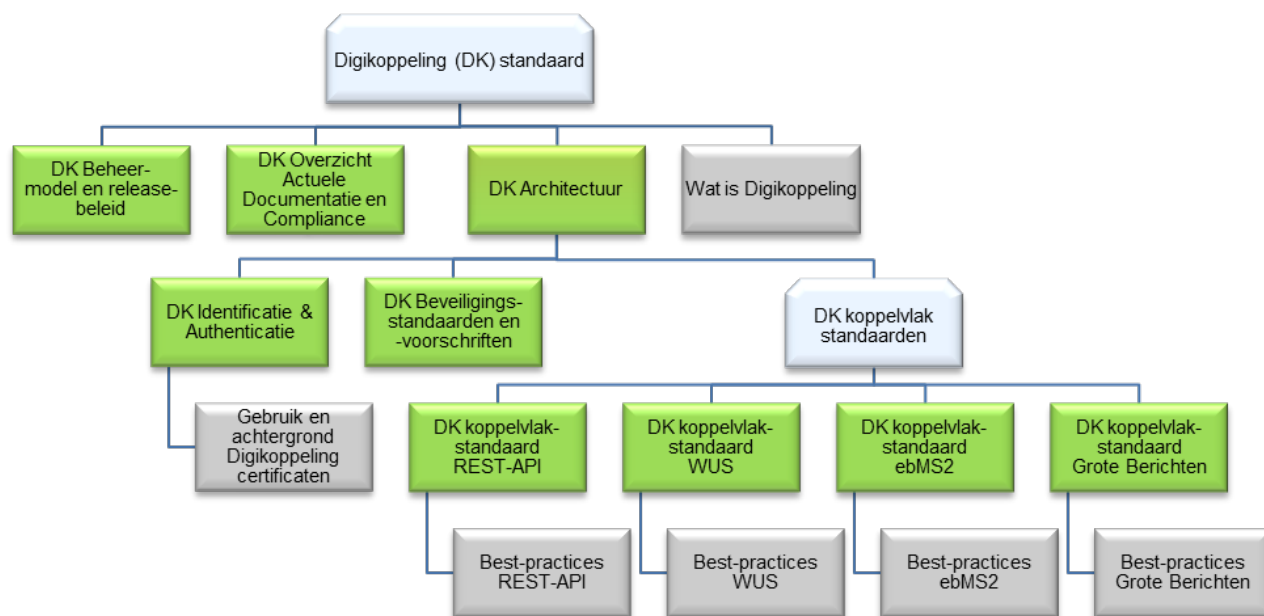 Digikoppeling (DK) standaard
DK Beheer-
model en release-
beleid
DK Overzicht
Actuele
Documentatie en
Compliance
DK Architectuur
Wat is Digikoppeling
DK Identificatie &
Authenticatie
DK Beveiligings-
standaarden en
-voorschriften
DK koppelvlak
standaarden
Gebruik en
achtergrond
Digikoppeling
certificaten
DK koppelvlak-
standaard
REST-API
DK koppelvlak-
standaard
WUS
DK koppelvlak-
standaard
ebMS2
DK koppelvlak-
standaard
Grote Berichten
Best-practices
REST-API
Best-practices
WUS
Best-practices
ebMS2
Best-practices
Grote Berichten